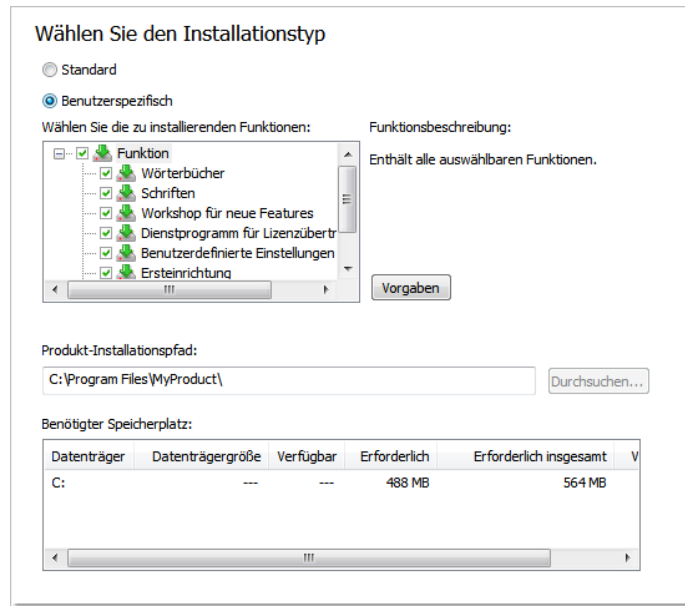 Wählen Sie den Installationstyp
Standard
Benutzerspezifisch
Wählen Sie die zu installierenden Funktionen:
Funktionsbeschreibung:
Funktion
Enthält alle auswählbaren Funktionen.
Wörterbücher
Schriften
Workshop für neue Features
Dienstprogramm für Lizenzübertr
Benutzerdefinierte Einstellungen
Ersteinrichtung
Vorgaben
Produkt-Installationspfad:
C:\Program Files\MyProduct\
Durchsuchen...
Benötigter Speicherplatz:
Datenträger Datenträgergröße Verfügbar Erforderlich Erforderlich insgesamt V
C: --- --- 488 MB 564 MB